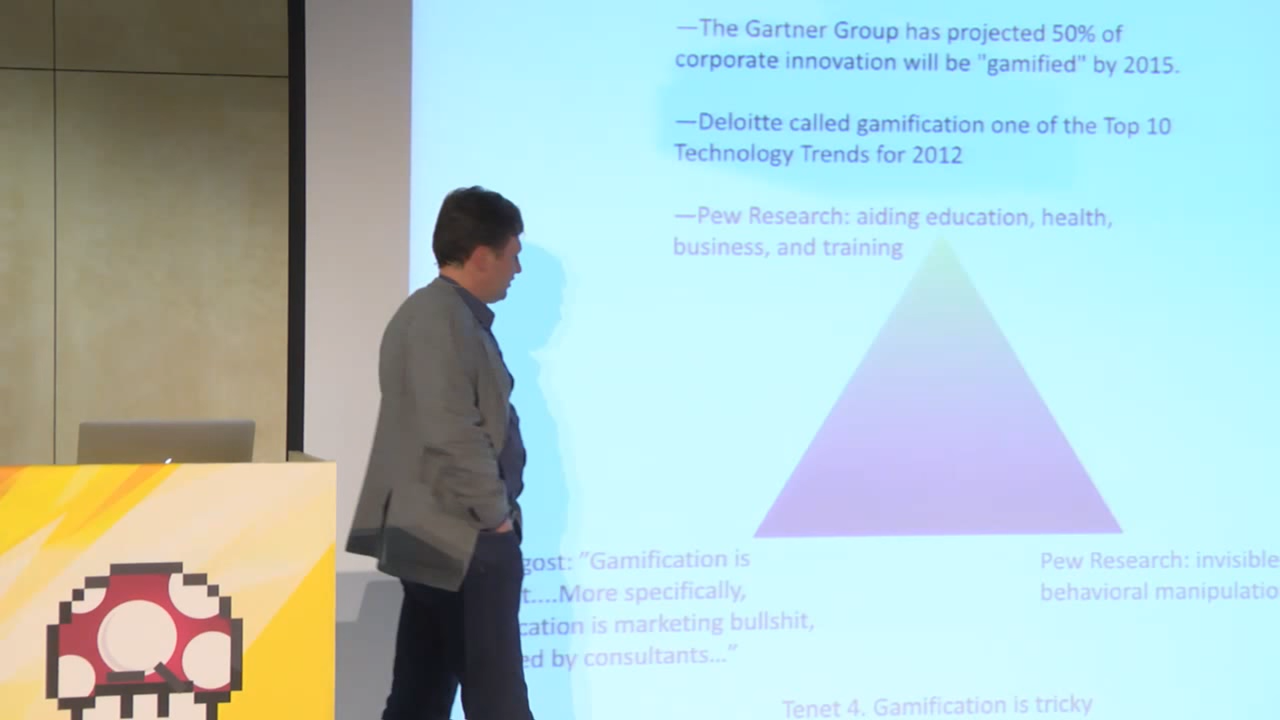 —The Gartner Group has projected 50% of
corporate innovation will be "gamified" by 2015.
—Deloitte called gamification one of the Top 10
Technology Trends for 2012
—Pew Research: aiding education, health,
business, and training
gost: "Gamification is
t....More specifically,
cation is marketing bullshit,
ed by consultants..."
Pew Research: invisible
behavioral manipulatio
Tenet 4. Gamification is tricky